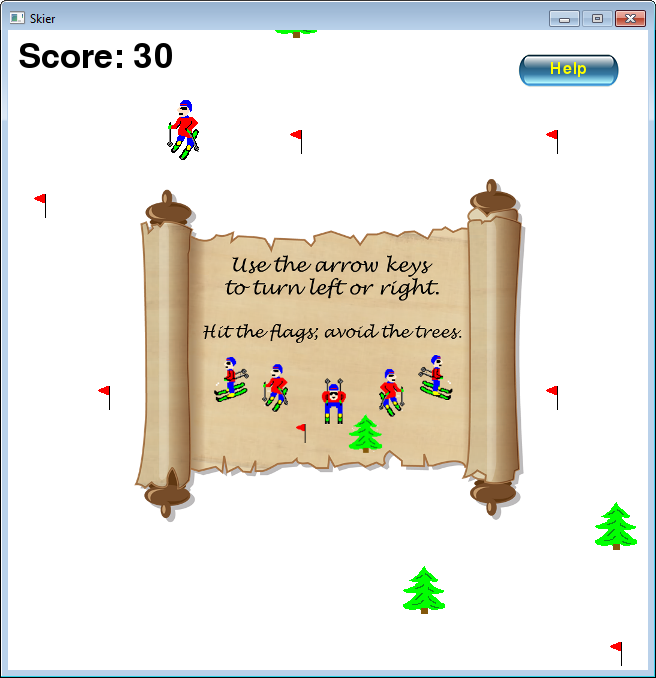 Skier
Score: 30
Help
Use the arrow keys
to turn left or right.
Hit the flags; avoid the trees.